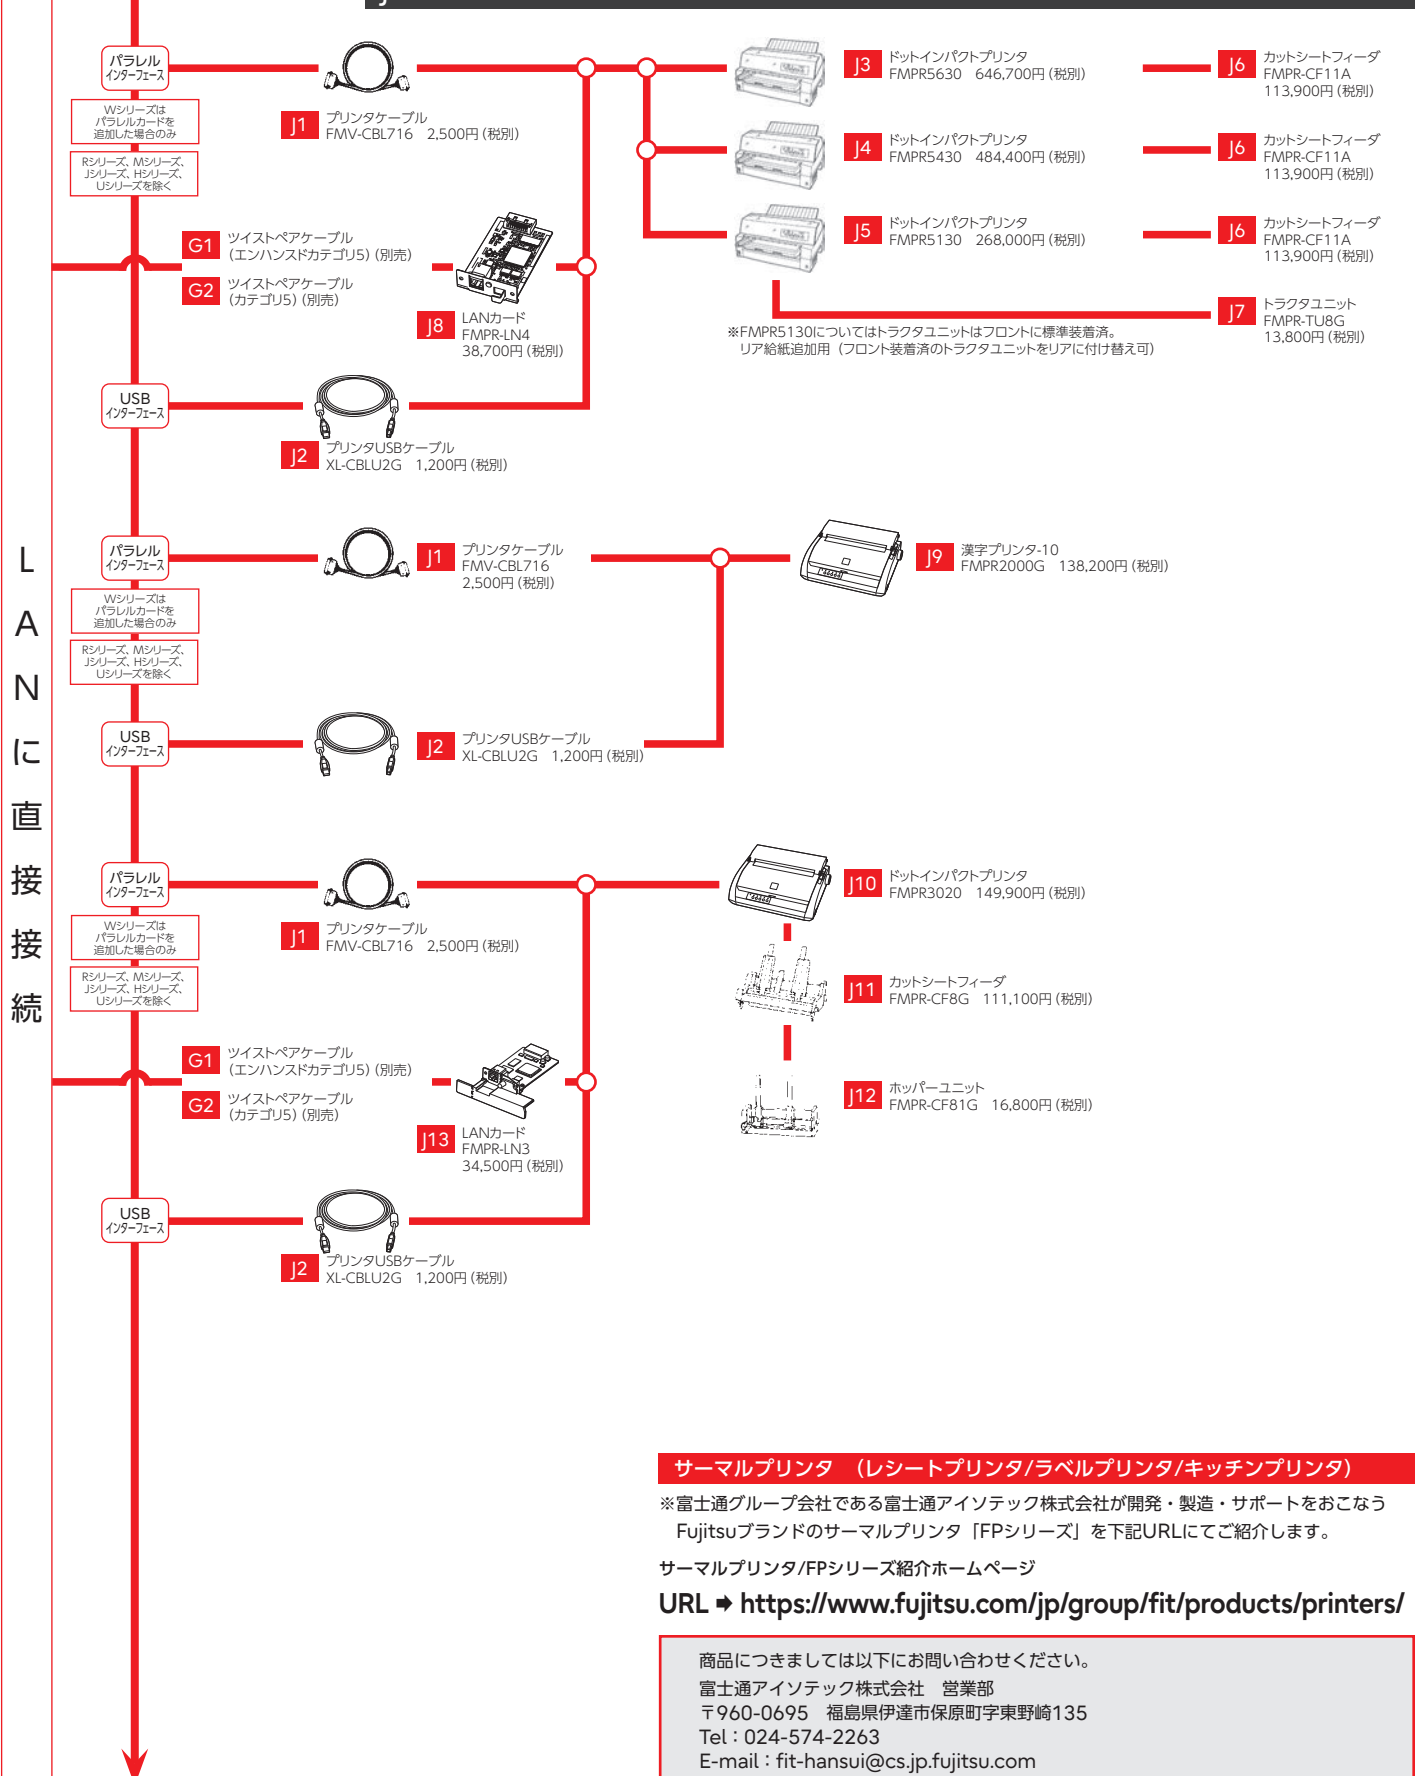 パラレル
インターフェース
Wシリーズは
パラレルカードを
追加した場合のみ
Rシリーズ、Mシリーズ、
Jシリーズ、Hシリーズ、
Uシリーズを除く
J1 プリンタケーブル
FMV-CBL716 2,500円(税別)
J3 ドットインパクトプリンタ
FMPR5630 646,700円(税別)
J6 カットシートフィーダ
FMPR-CF11A
113,900円(税別)
J4 ドットインパクトプリンタ
FMPR5430 484,400円(税別)
J6 カットシートフィーダ
FMPR-CF11A
113,900円(税別)
J5 ドットインパクトプリンタ
FMPR5130 268,000円(税別)
J6 カットシートフィーダ
FMPR-CF11A
113,900円(税別)
G1 ツイストペアケーブル
(エンハンスドカテゴリ5)(別売)
G2 ツイストペアケーブル
(カテゴリ5)(別売)
J8 LANカード
FMPR-LN4
38,700円(税別)
J7 トラクタユニット
FMPR-TU8G
13,800円(税別)
※FMPR5130についてはトラクタユニットはフロントに標準装着済。
リア給紙追加用(フロント装着済のトラクタユニットをリアに付け替え可)
USB
インターフェース
J2 プリンタUSBケーブル
XL-CBLU2G 1,200円(税別)
LANに直接接続
パラレル
インターフェース
Wシリーズは
パラレルカードを
追加した場合のみ
Rシリーズ、Mシリーズ、
Jシリーズ、Hシリーズ、
Uシリーズを除く
J1 プリンタケーブル
FMV-CBL716
2,500円(税別)
J9 漢字プリンタ-10
FMPR2000G 138,200円(税別)
USB
インターフェース
J2 プリンタUSBケーブル
XL-CBLU2G 1,200円(税別)
パラレル
インターフェース
Wシリーズは
パラレルカードを
追加した場合のみ
Rシリーズ、Mシリーズ、
Jシリーズ、Hシリーズ、
Uシリーズを除く
J1 プリンタケーブル
FMV-CBL716 2,500円(税別)
J10 ドットインパクトプリンタ
FMPR3020 149,900円(税別)
J11 カットシートフィーダ
FMPR-CF8G 111,100円(税別)
J12 ホッパーユニット
FMPR-CF81G 16,800円(税別)
G1 ツイストペアケーブル
(エンハンスドカテゴリ5)(別売)
G2 ツイストペアケーブル
(カテゴリ5)(別売)
J13 LANカード
FMPR-LN3
34,500円(税別)
USB
インターフェース
J2 プリンタUSBケーブル
XL-CBLU2G 1,200円(税別)
サーマルプリンタ (レシートプリンタ/ラベルプリンタ/キッチンプリンタ)
※富士通グループ会社である富士通アイソテック株式会社が開発・製造・サポートをおこなう
Fujitsuブランドのサーマルプリンタ「FPシリーズ」を下記URLにてご紹介します。
サーマルプリンタ/FPシリーズ紹介ホームページ
URL ➡ https://www.fujitsu.com/jp/group/fit/products/printers/
商品につきましては以下にお問い合わせください。
富士通アイソテック株式会社 営業部
〒960-0695 福島県伊達市保原町字東野崎135
Tel:024-574-2263
E-mail:fit-hansui@cs.jp.fujitsu.com